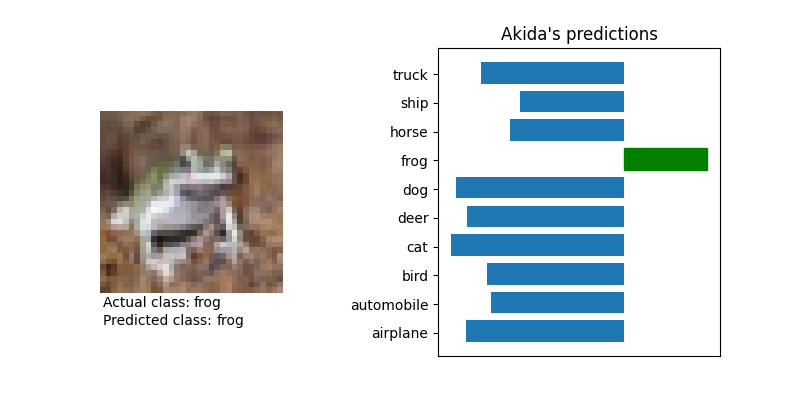 Akida's predictions
truck
ship
horse
frog
dog
deer
cat
bird
automobile
airplane
Actual class: frog
Predicted class: frog